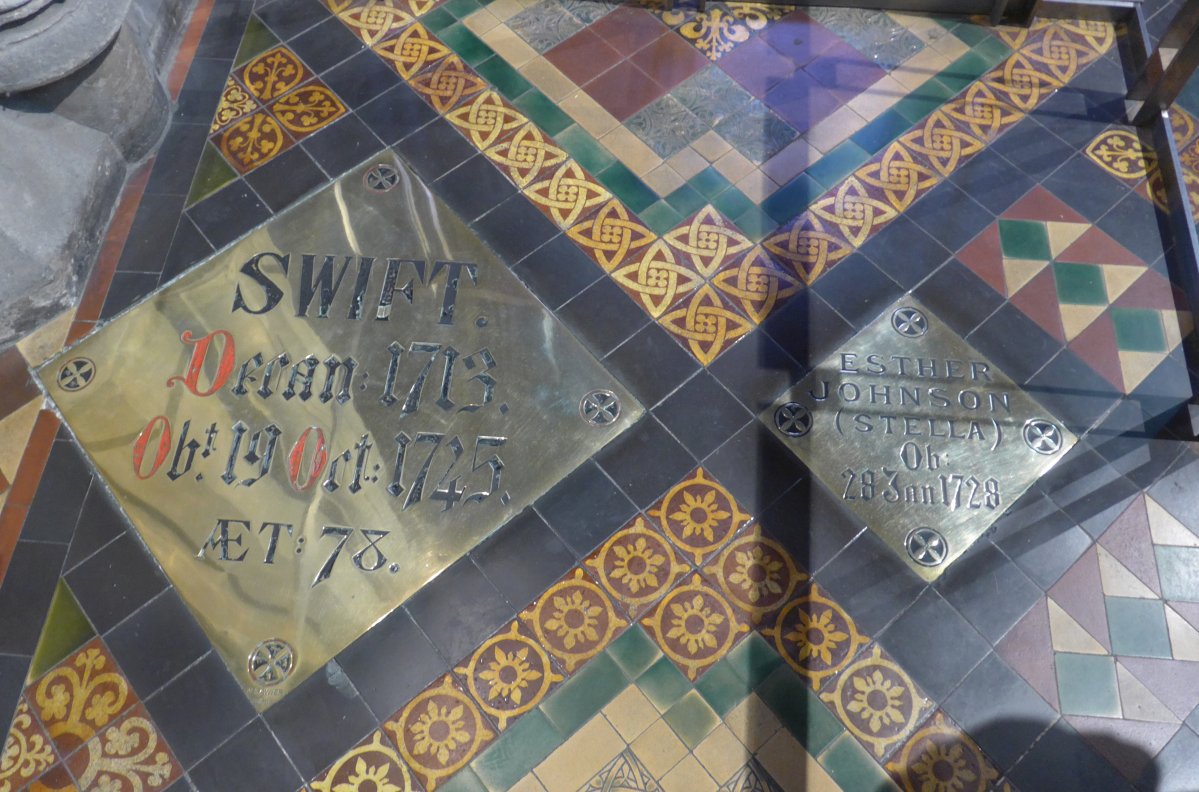 SWIFT.
Decan: 1713.
Obt. 19 Oct: 1745.
ÆT: 78.
ESTHER
JOHNSON
(STELLA)
Ob:
28 Jan 1728